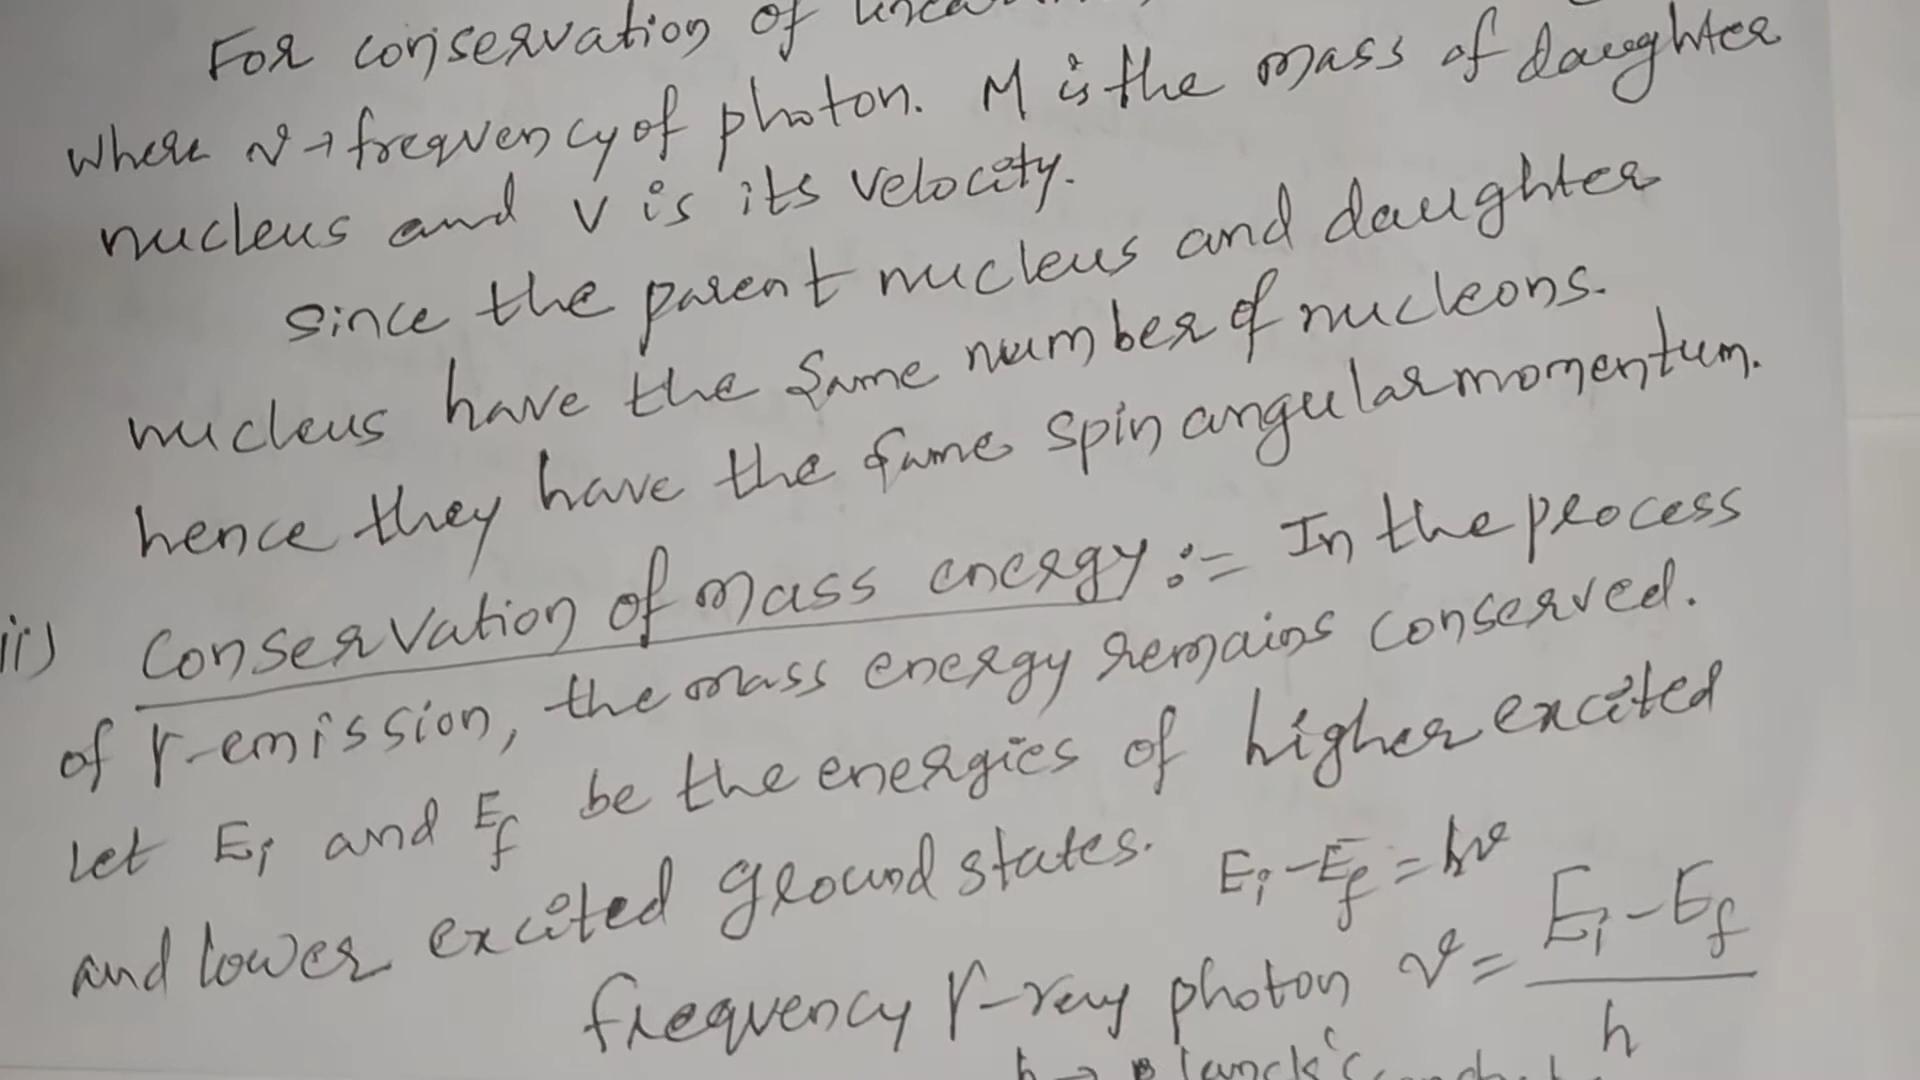 For conservation of linear
where ν → frequency of photon. M is the mass of daughter
nucleus and v is its velocity.
since the parent nucleus and daughter
nucleus have the same number of nucleons.
hence they have the same spin angular momentum.
ii) Conservation of mass energy :- In the process
of γ-emission, the mass energy remains conserved.
Let Ei and Ef be the energies of higher excited
and lower excited ground states. Ei - Ef = hν
frequency γ-ray photon ν = Ei - Ef / h
h → Planck's